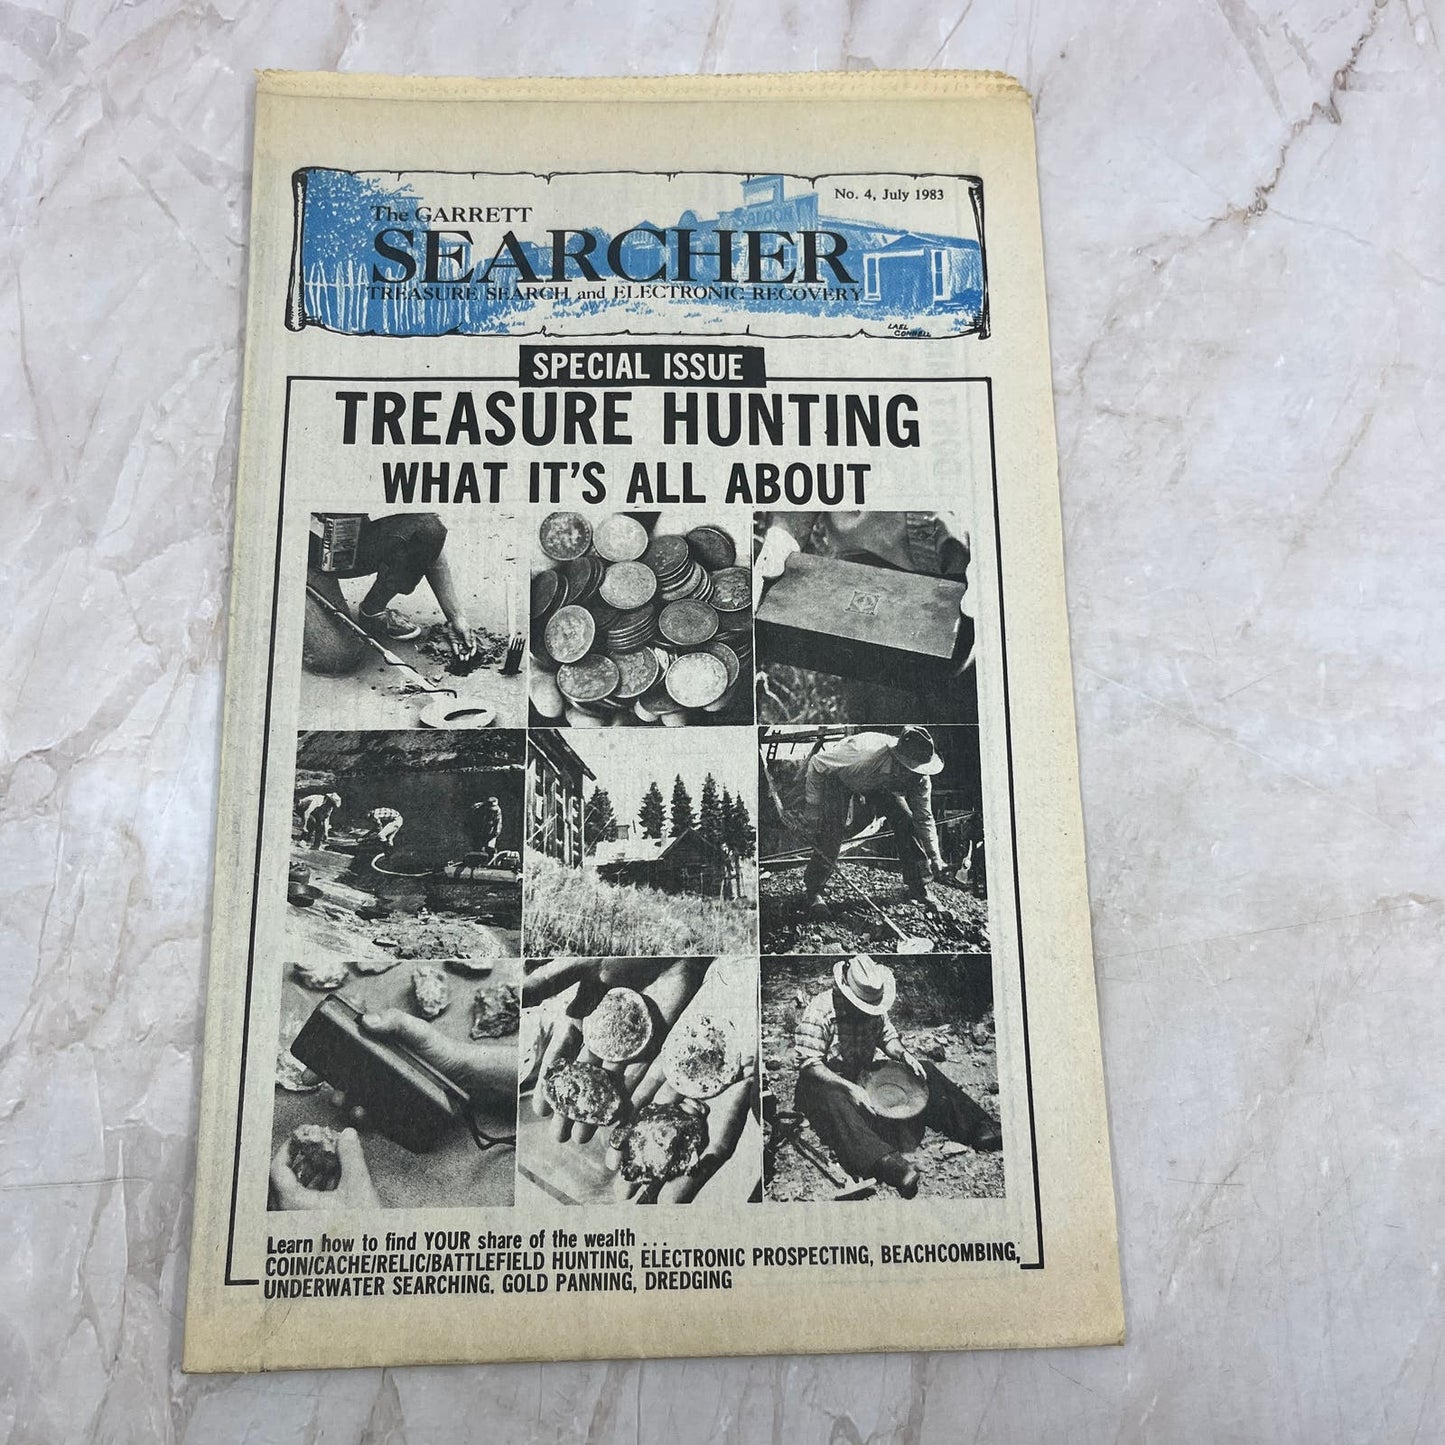 No. 4, July 1983
The GARRETT
SEARCHER
TREASURE SEARCH and ELECTRONIC RECOVERY
SALOON
LAEL
CONNELL
SPECIAL ISSUE
TREASURE HUNTING
WHAT IT'S ALL ABOUT
Learn how to find YOUR share of the wealth . . .
COIN/CACHE/RELIC/BATTLEFIELD HUNTING, ELECTRONIC PROSPECTING, BEACHCOMBING,
UNDERWATER SEARCHING, GOLD PANNING, DREDGING